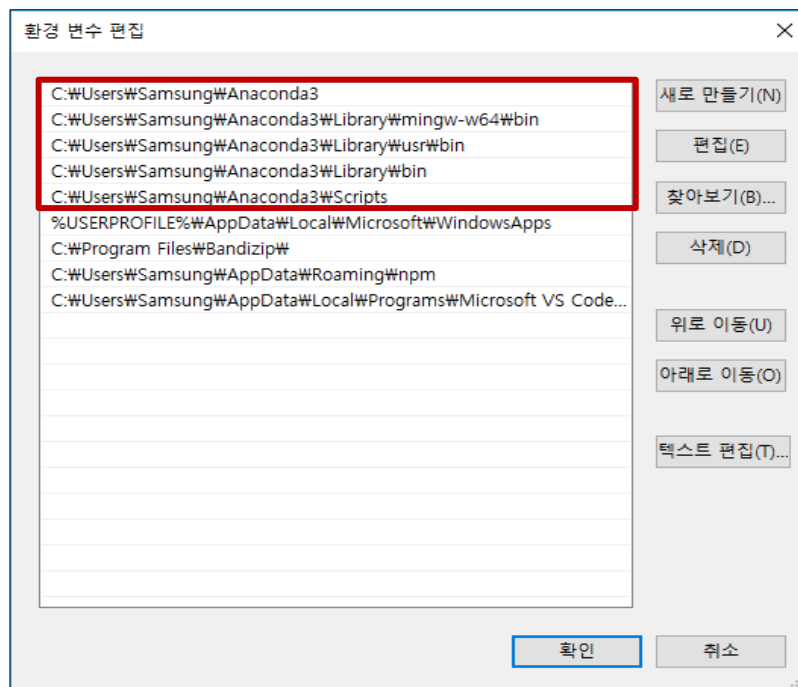 환경 변수 편집
C:₩Users₩Samsung₩Anaconda3
C:₩Users₩Samsung₩Anaconda3₩Library₩mingw-w64₩bin
C:₩Users₩Samsung₩Anaconda3₩Library₩usr₩bin
C:₩Users₩Samsung₩Anaconda3₩Library₩bin
C:₩Users₩Samsung₩Anaconda3₩Scripts
%USERPROFILE%₩AppData₩Local₩Microsoft₩WindowsApps
C:₩Program Files₩Bandizip₩
C:₩Users₩Samsung₩AppData₩Roaming₩npm
C:₩Users₩Samsung₩AppData₩Local₩Programs₩Microsoft VS Code...
새로 만들기(N)
편집(E)
찾아보기(B)...
삭제(D)
위로 이동(U)
아래로 이동(O)
텍스트 편집(T)...
확인
취소